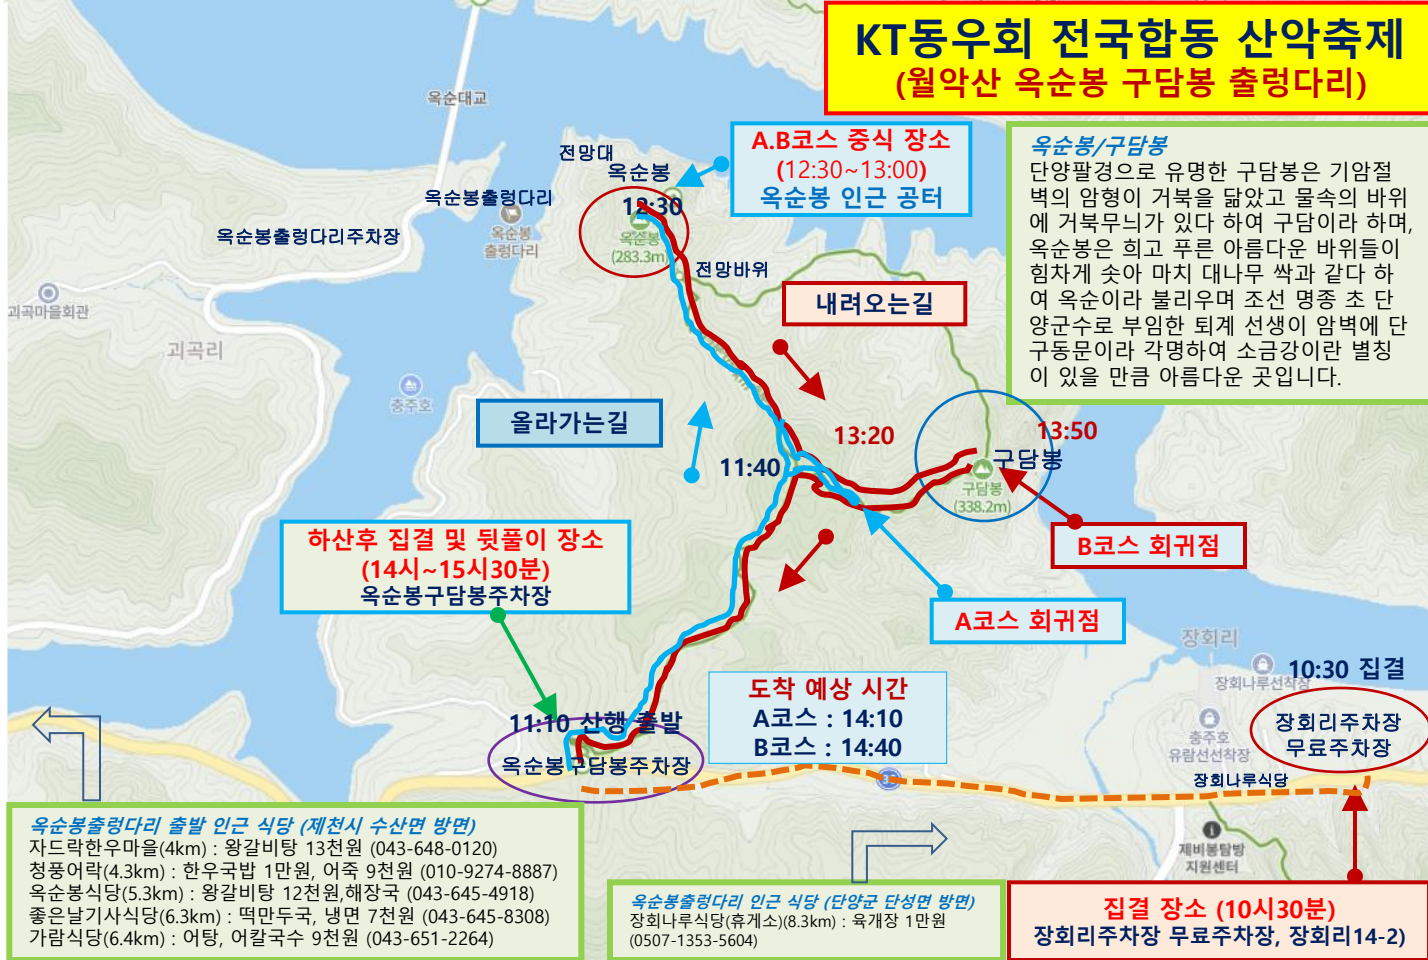 KT동우회 전국합동 산악축제
(월악산 옥순봉 구담봉 출렁다리)
옥순대교
전망대
옥순봉
A.B코스 중식 장소
(12:30~13:00)
옥순봉 인근 공터
옥순봉/구담봉
단양팔경으로 유명한 구담봉은 기암절
벽의 암형이 거북을 닮았고 물속의 바위
에 거북무늬가 있다 하여 구담이라 하며,
옥순봉은 희고 푸른 아름다운 바위들이
힘차게 솟아 마치 대나무 싹과 같다 하
여 옥순이라 불리우며 조선 명종 초 단
양군수로 부임한 퇴계 선생이 암벽에 단
구동문이라 각명하여 소금강이란 별칭
이 있을 만큼 아름다운 곳입니다.
옥순봉출렁다리
12:30
옥순봉출렁다리주차장
옥순봉
출렁다리
옥순봉
(283.3m)
전망바위
괴곡마을회관
괴곡리
충주호
내려오는길
올라가는길
11:40
13:20
13:50
구담봉
구담봉
(338.2m)
B코스 회귀점
A코스 회귀점
하산후 집결 및 뒷풀이 장소
(14시~15시30분)
옥순봉구담봉주차장
11:10 산행 출발
옥순봉구담봉주차장
도착 예상 시간
A코스 : 14:10
B코스 : 14:40
장회리
10:30 집결
장회나루선착장
장회리주차장
무료주차장
충주호
유람선선착장
장회나루식당
제비봉탐방
지원센터
옥순봉출렁다리 출발 인근 식당 (제천시 수산면 방면)
자드락한우마을(4km) : 왕갈비탕 13천원 (043-648-0120)
청풍어락(4.3km) : 한우국밥 1만원, 어죽 9천원 (010-9274-8887)
옥순봉식당(5.3km) : 왕갈비탕 12천원,해장국 (043-645-4918)
좋은날기사식당(6.3km) : 떡만두국, 냉면 7천원 (043-645-8308)
가람식당(6.4km) : 어탕, 어칼국수 9천원 (043-651-2264)
옥순봉출렁다리 인근 식당 (단양군 단성면 방면)
장회나루식당(휴게소)(8.3km) : 육개장 1만원
(0507-1353-5604)
집결 장소 (10시30분)
장회리주차장 무료주차장, 장회리14-2)